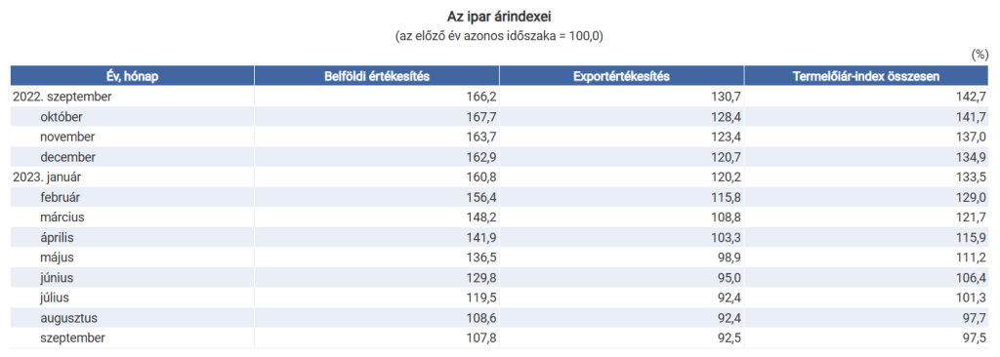 Az ipar árindexei
(az előző év azonos időszaka = 100,0)
(%)
Év, hónap Belföldi értékesítés Exportértékesítés Termelőiár-index összesen
2022. szeptember 166,2 130,7 142,7
október 167,7 128,4 141,7
november 163,7 123,4 137,0
december 162,9 120,7 134,9
2023. január 160,8 120,2 133,5
február 156,4 115,8 129,0
március 148,2 108,8 121,7
április 141,9 103,3 115,9
május 136,5 98,9 111,2
június 129,8 95,0 106,4
július 119,5 92,4 101,3
augusztus 108,6 92,4 97,7
szeptember 107,8 92,5 97,5